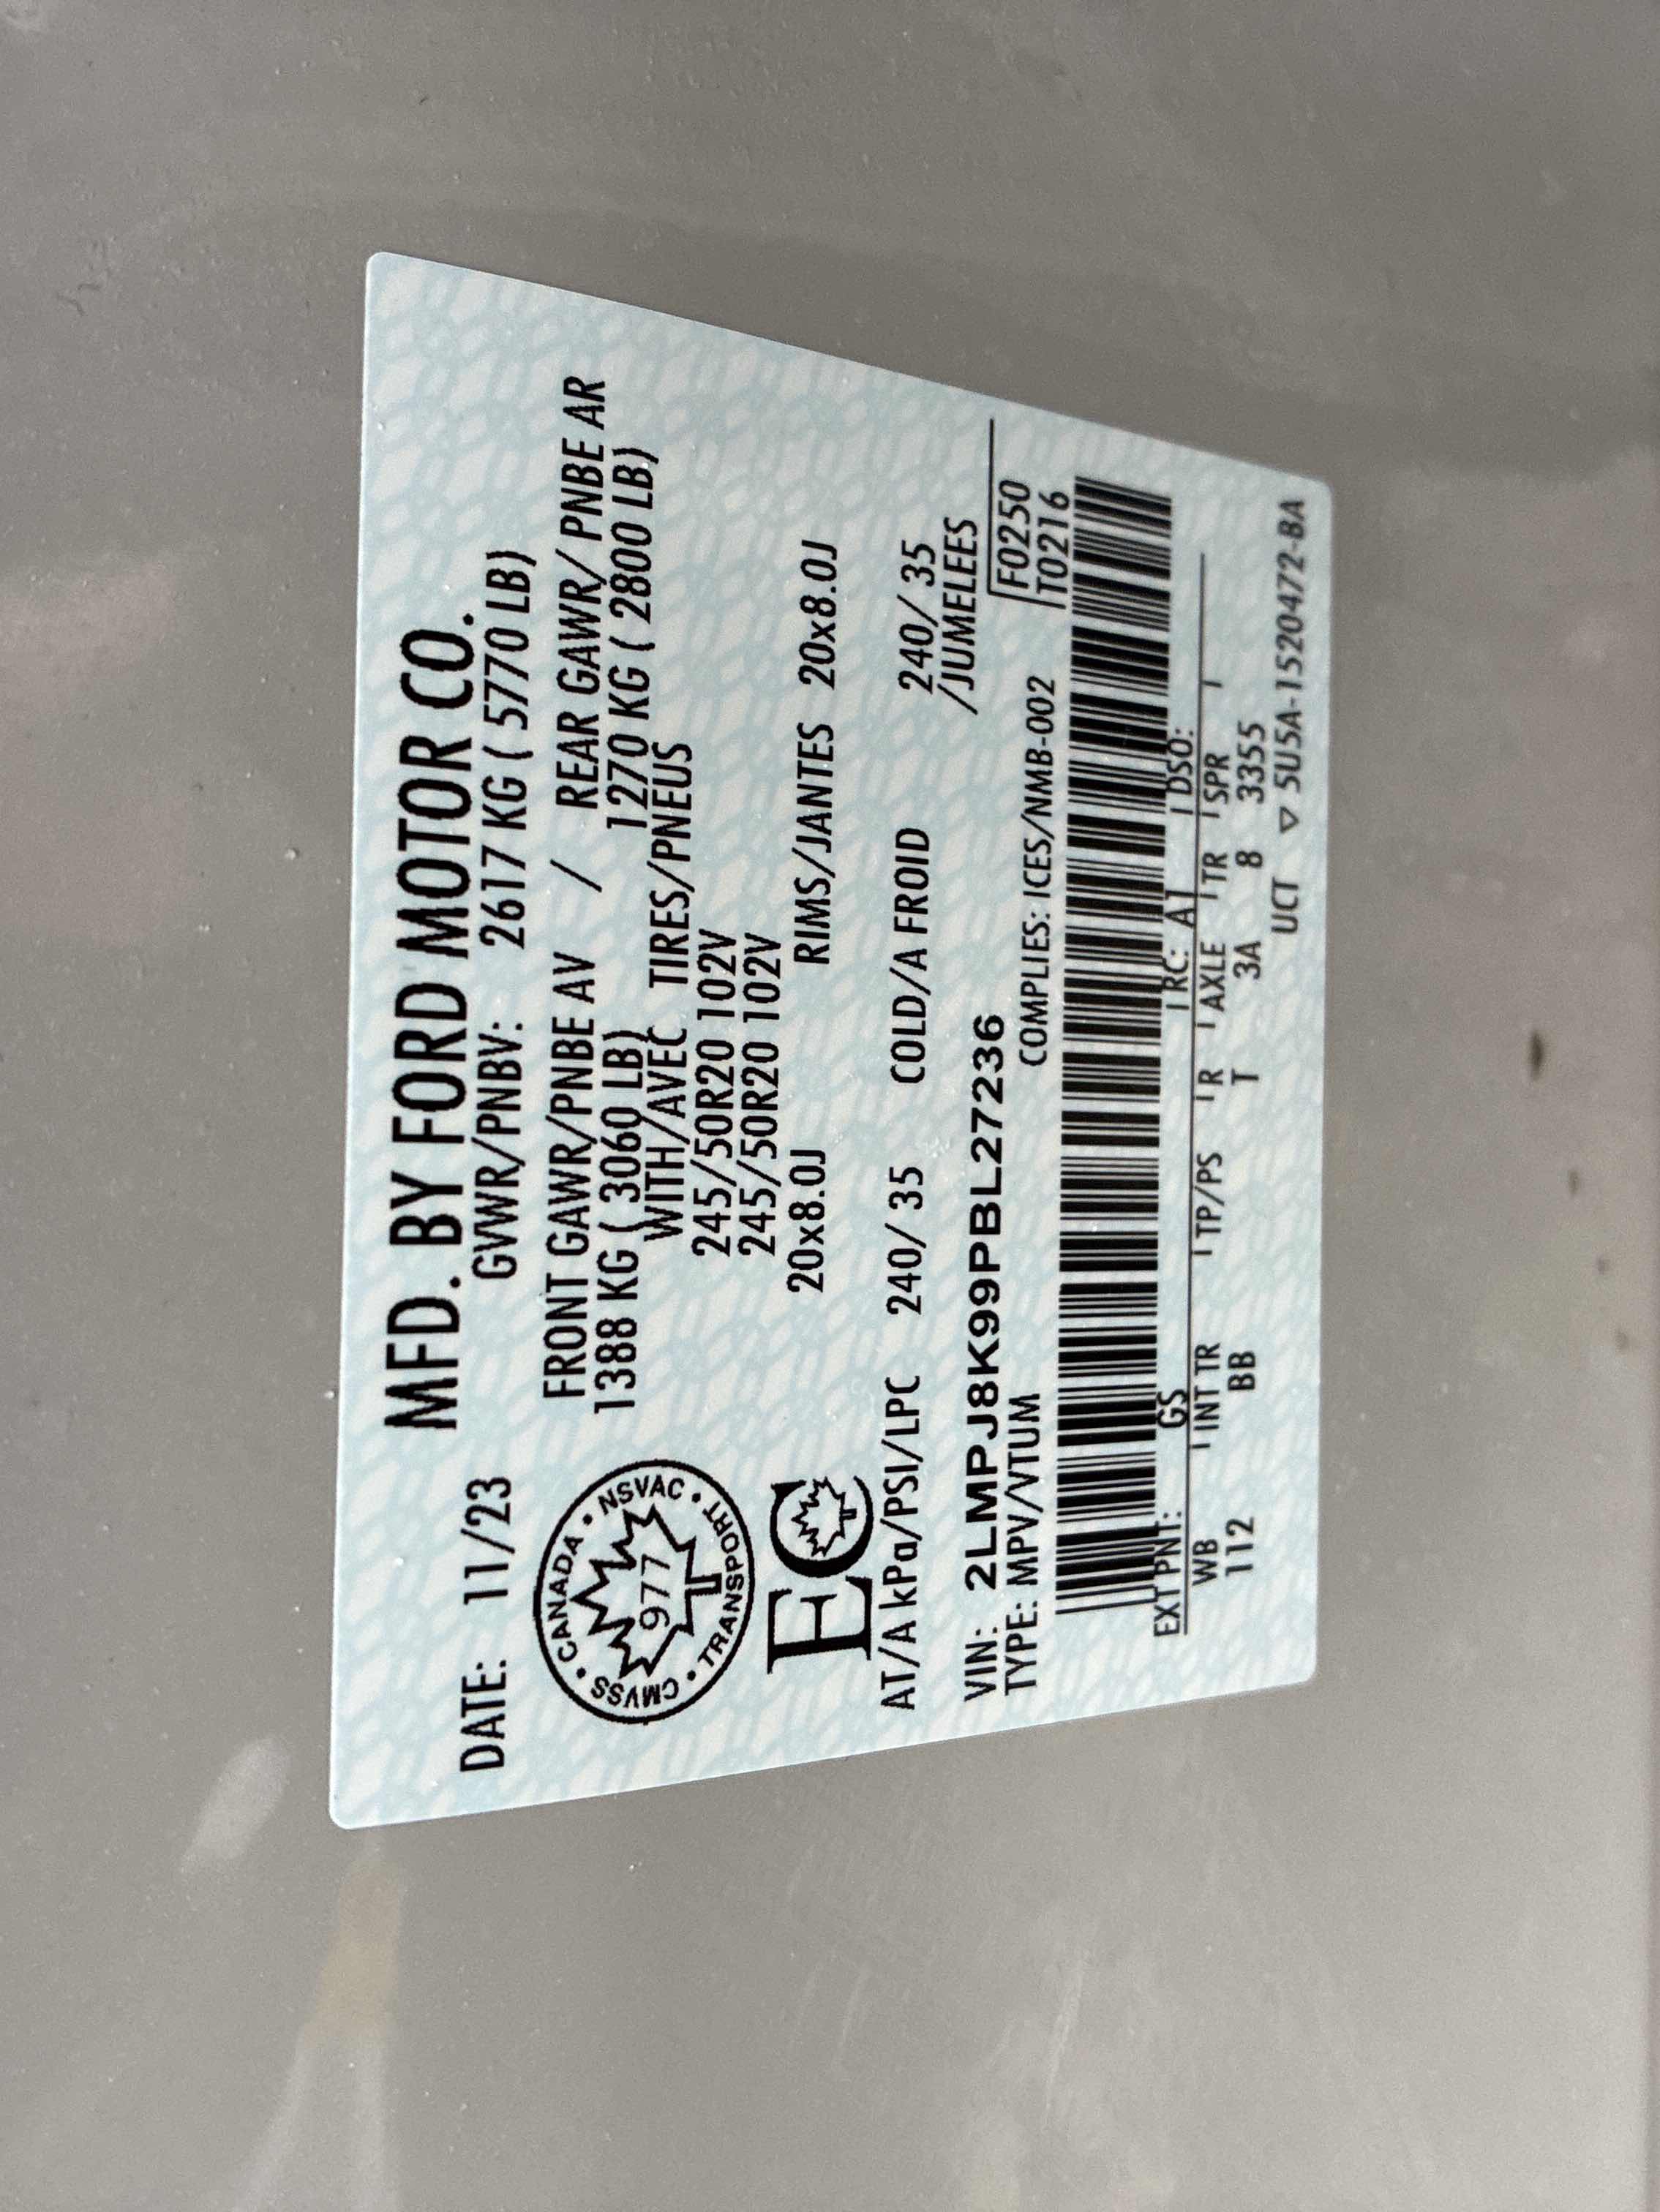 MFD. BY FORD MOTOR CO.
DATE: 11/23 GVWR/PNBV: 2617 KG ( 5770 LB)
FRONT GAWR/PNBE AV / REAR GAWR/PNBE AR
1388 KG ( 3060 LB) 1270 KG ( 2800 LB)
WITH/AVEC TIRES/PNEUS
245/50R20 102V
245/50R20 102V
20x8.0J RIMS/JANTES 20x8.0J
CANADA • NSVAC • TRANSPORT • CMVSS •
977
EC
AT/A kPa/PSI/LPC 240/ 35 COLD/A FROID 240/ 35
/JUMELEES
VIN: 2LMPJ8K99PBL27236 F0250
TYPE: MPV/VTUM COMPLIES: ICES/NMB-002 T0216
EXT PNT: GS RC: A1 DSO:
WB INT TR TP/PS R AXLE TR SPR
112 BB T 3A 8 3355
UCT ▽ 5U5A-1520472-BA